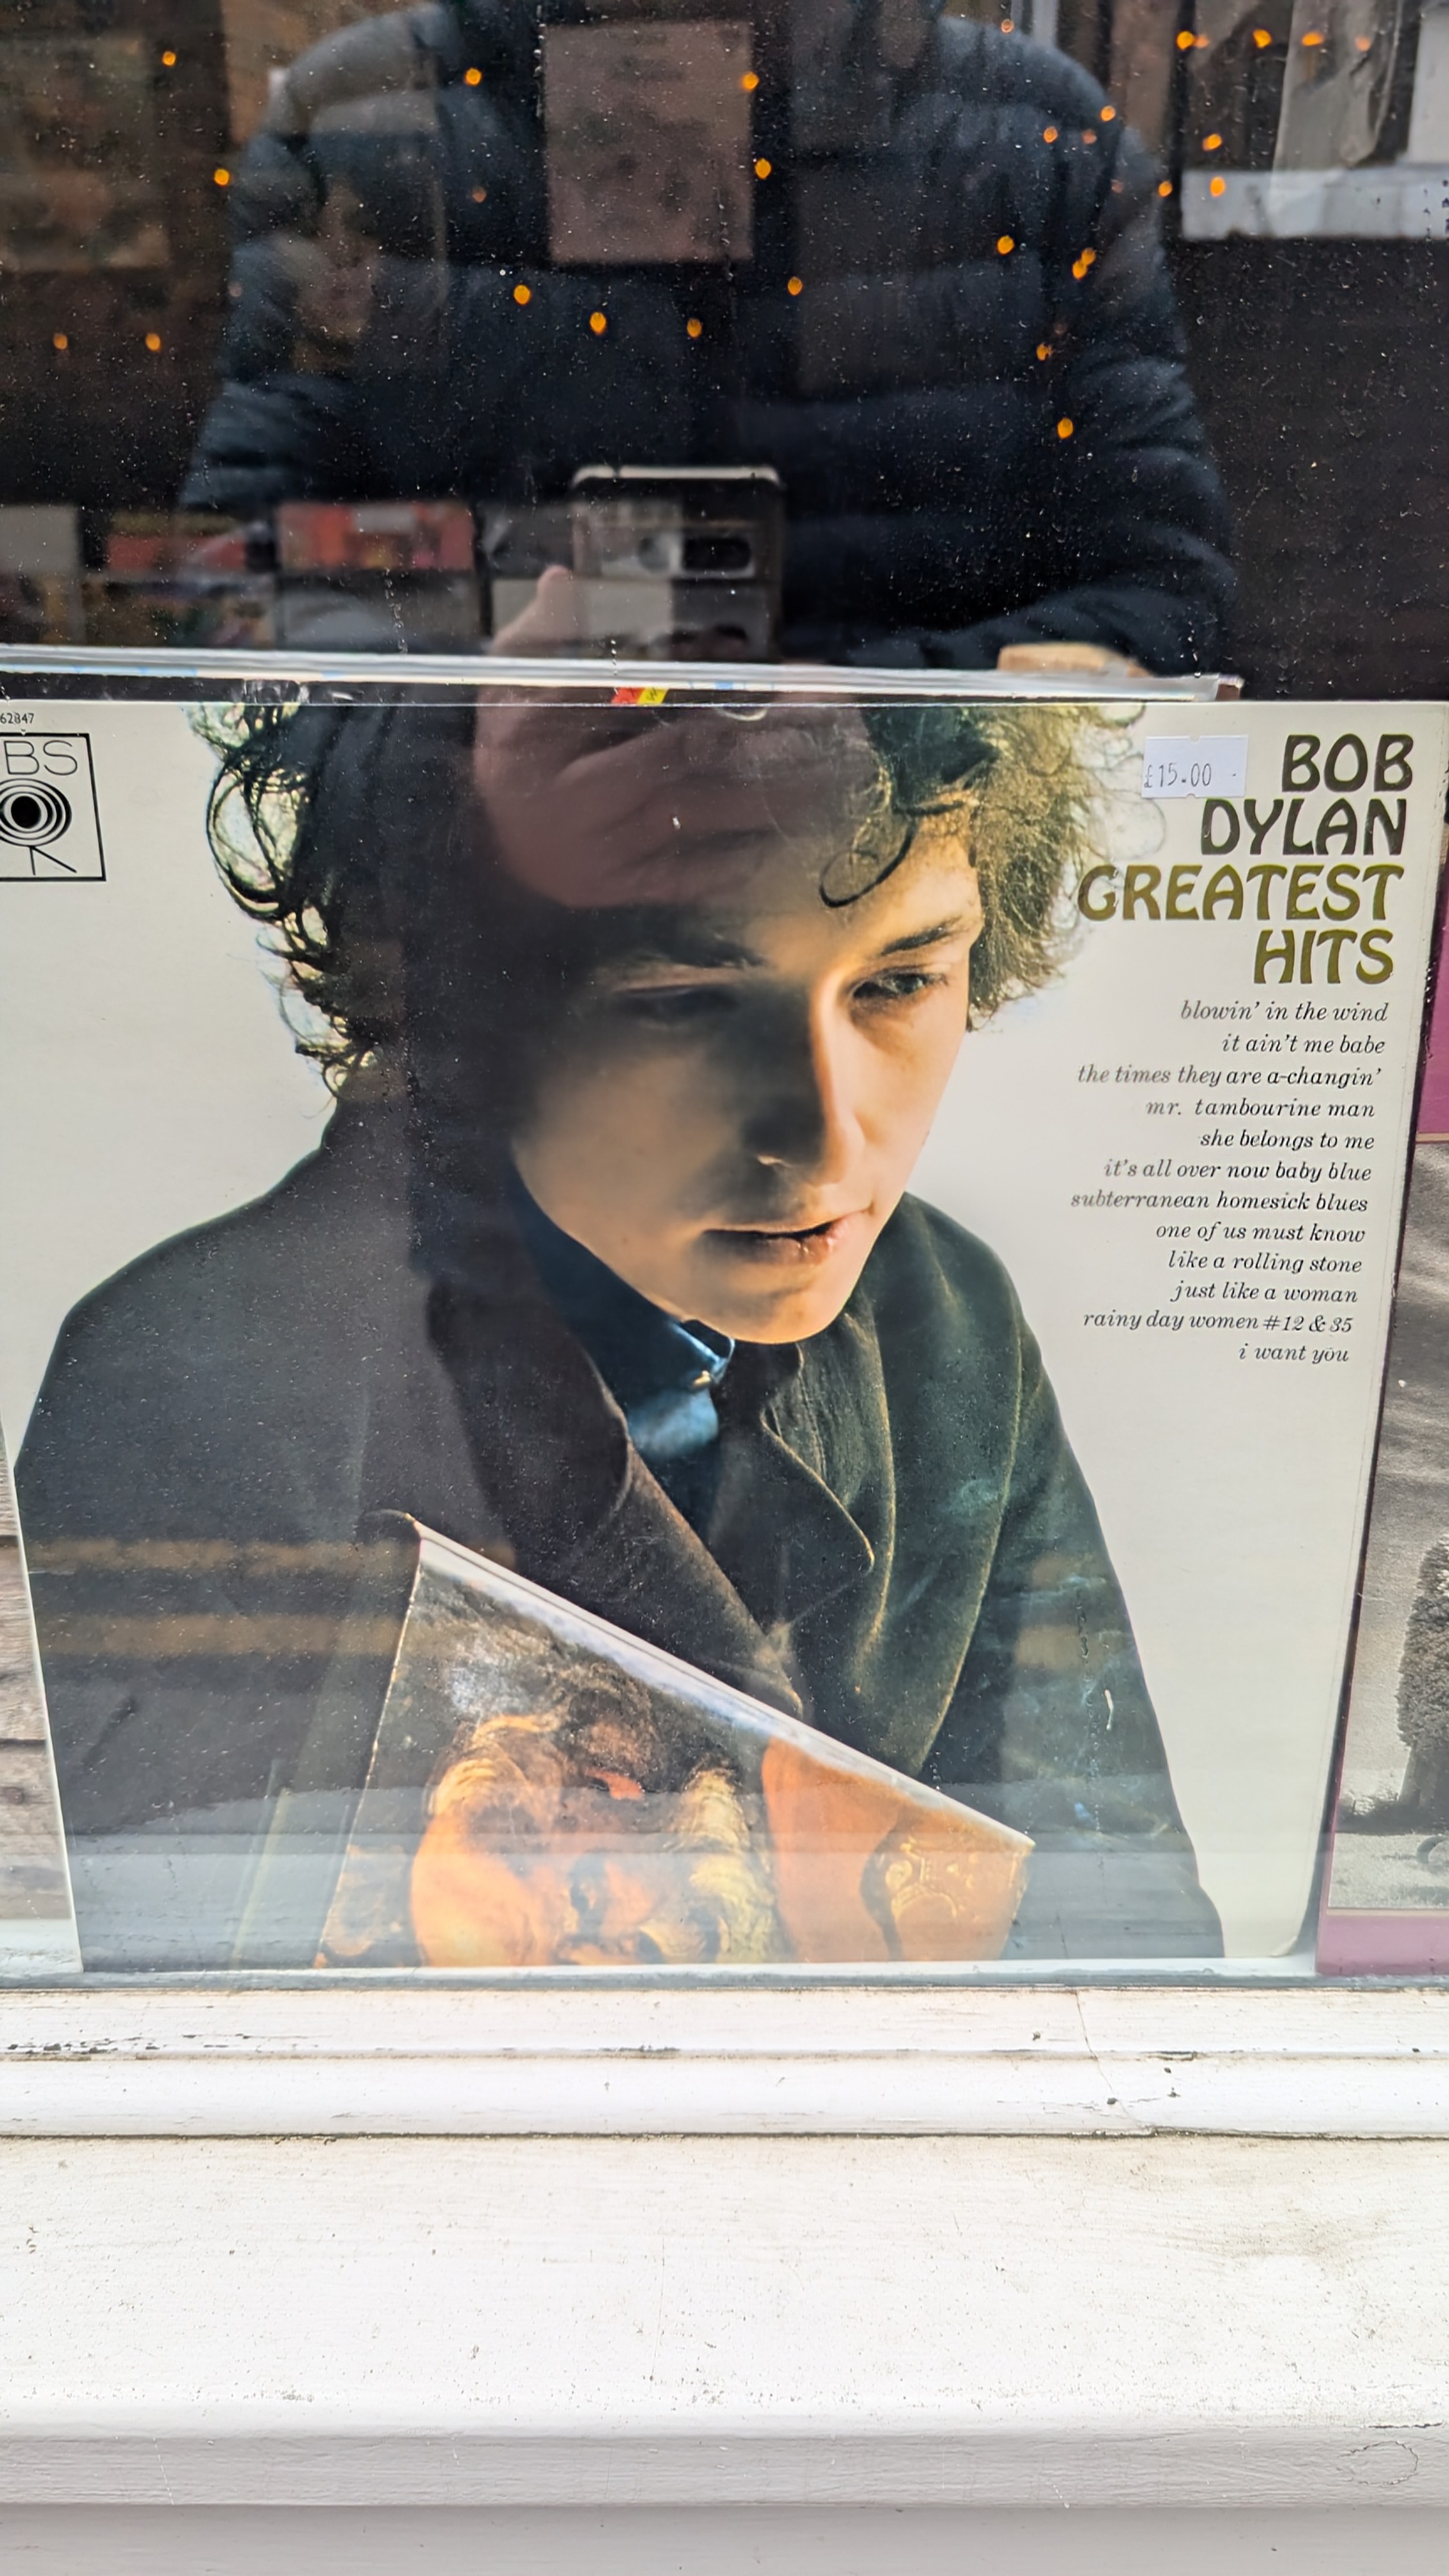 62847
BS
£15.00
BOB
DYLAN
GREATEST
HITS
blowin' in the wind
it ain't me babe
the times they are a-changin'
mr. tambourine man
she belongs to me
it's all over now baby blue
subterranean homesick blues
one of us must know
like a rolling stone
just like a woman
rainy day women #12 & 35
i want you